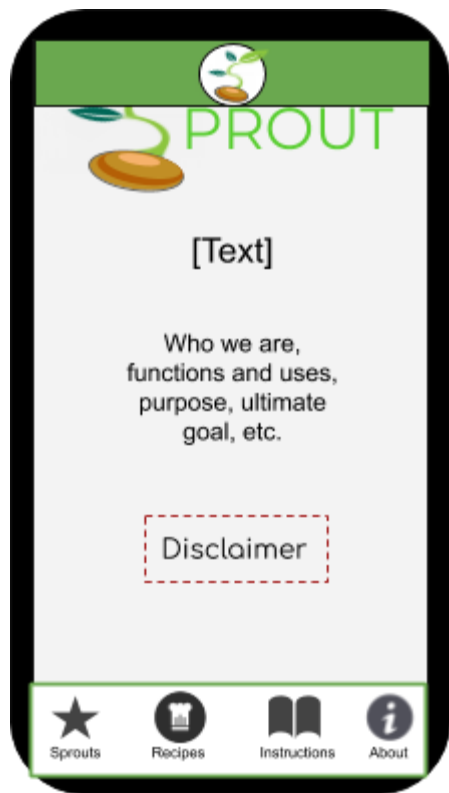 PROUT
[Text]
Who we are,
functions and uses,
purpose, ultimate
goal, etc.
Disclaimer
Sprouts
Recipes
Instructions
About